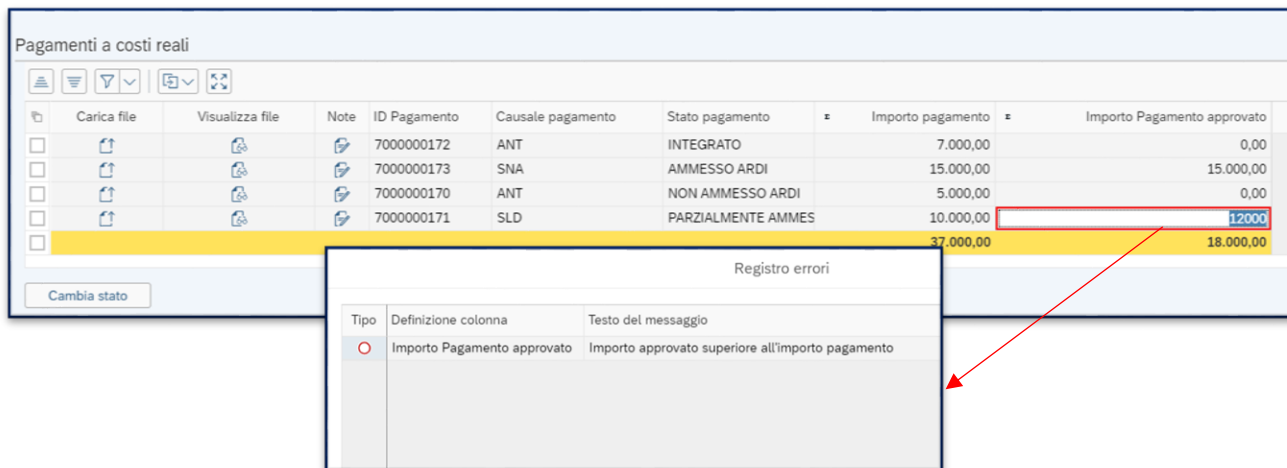 Pagamenti a costi reali
Carica file Visualizza file Note ID Pagamento Causale pagamento Stato pagamento Σ Importo pagamento Σ Importo Pagamento approvato
7000000172 ANT INTEGRATO 7.000,00 0,00
7000000173 SNA AMMESSO ARDI 15.000,00 15.000,00
7000000170 ANT NON AMMESSO ARDI 5.000,00 0,00
7000000171 SLD PARZIALMENTE AMMES 10.000,00 12000
37.000,00 18.000,00
Cambia stato
Registro errori
Tipo Definizione colonna Testo del messaggio
Importo Pagamento approvato Importo approvato superiore all'importo pagamento